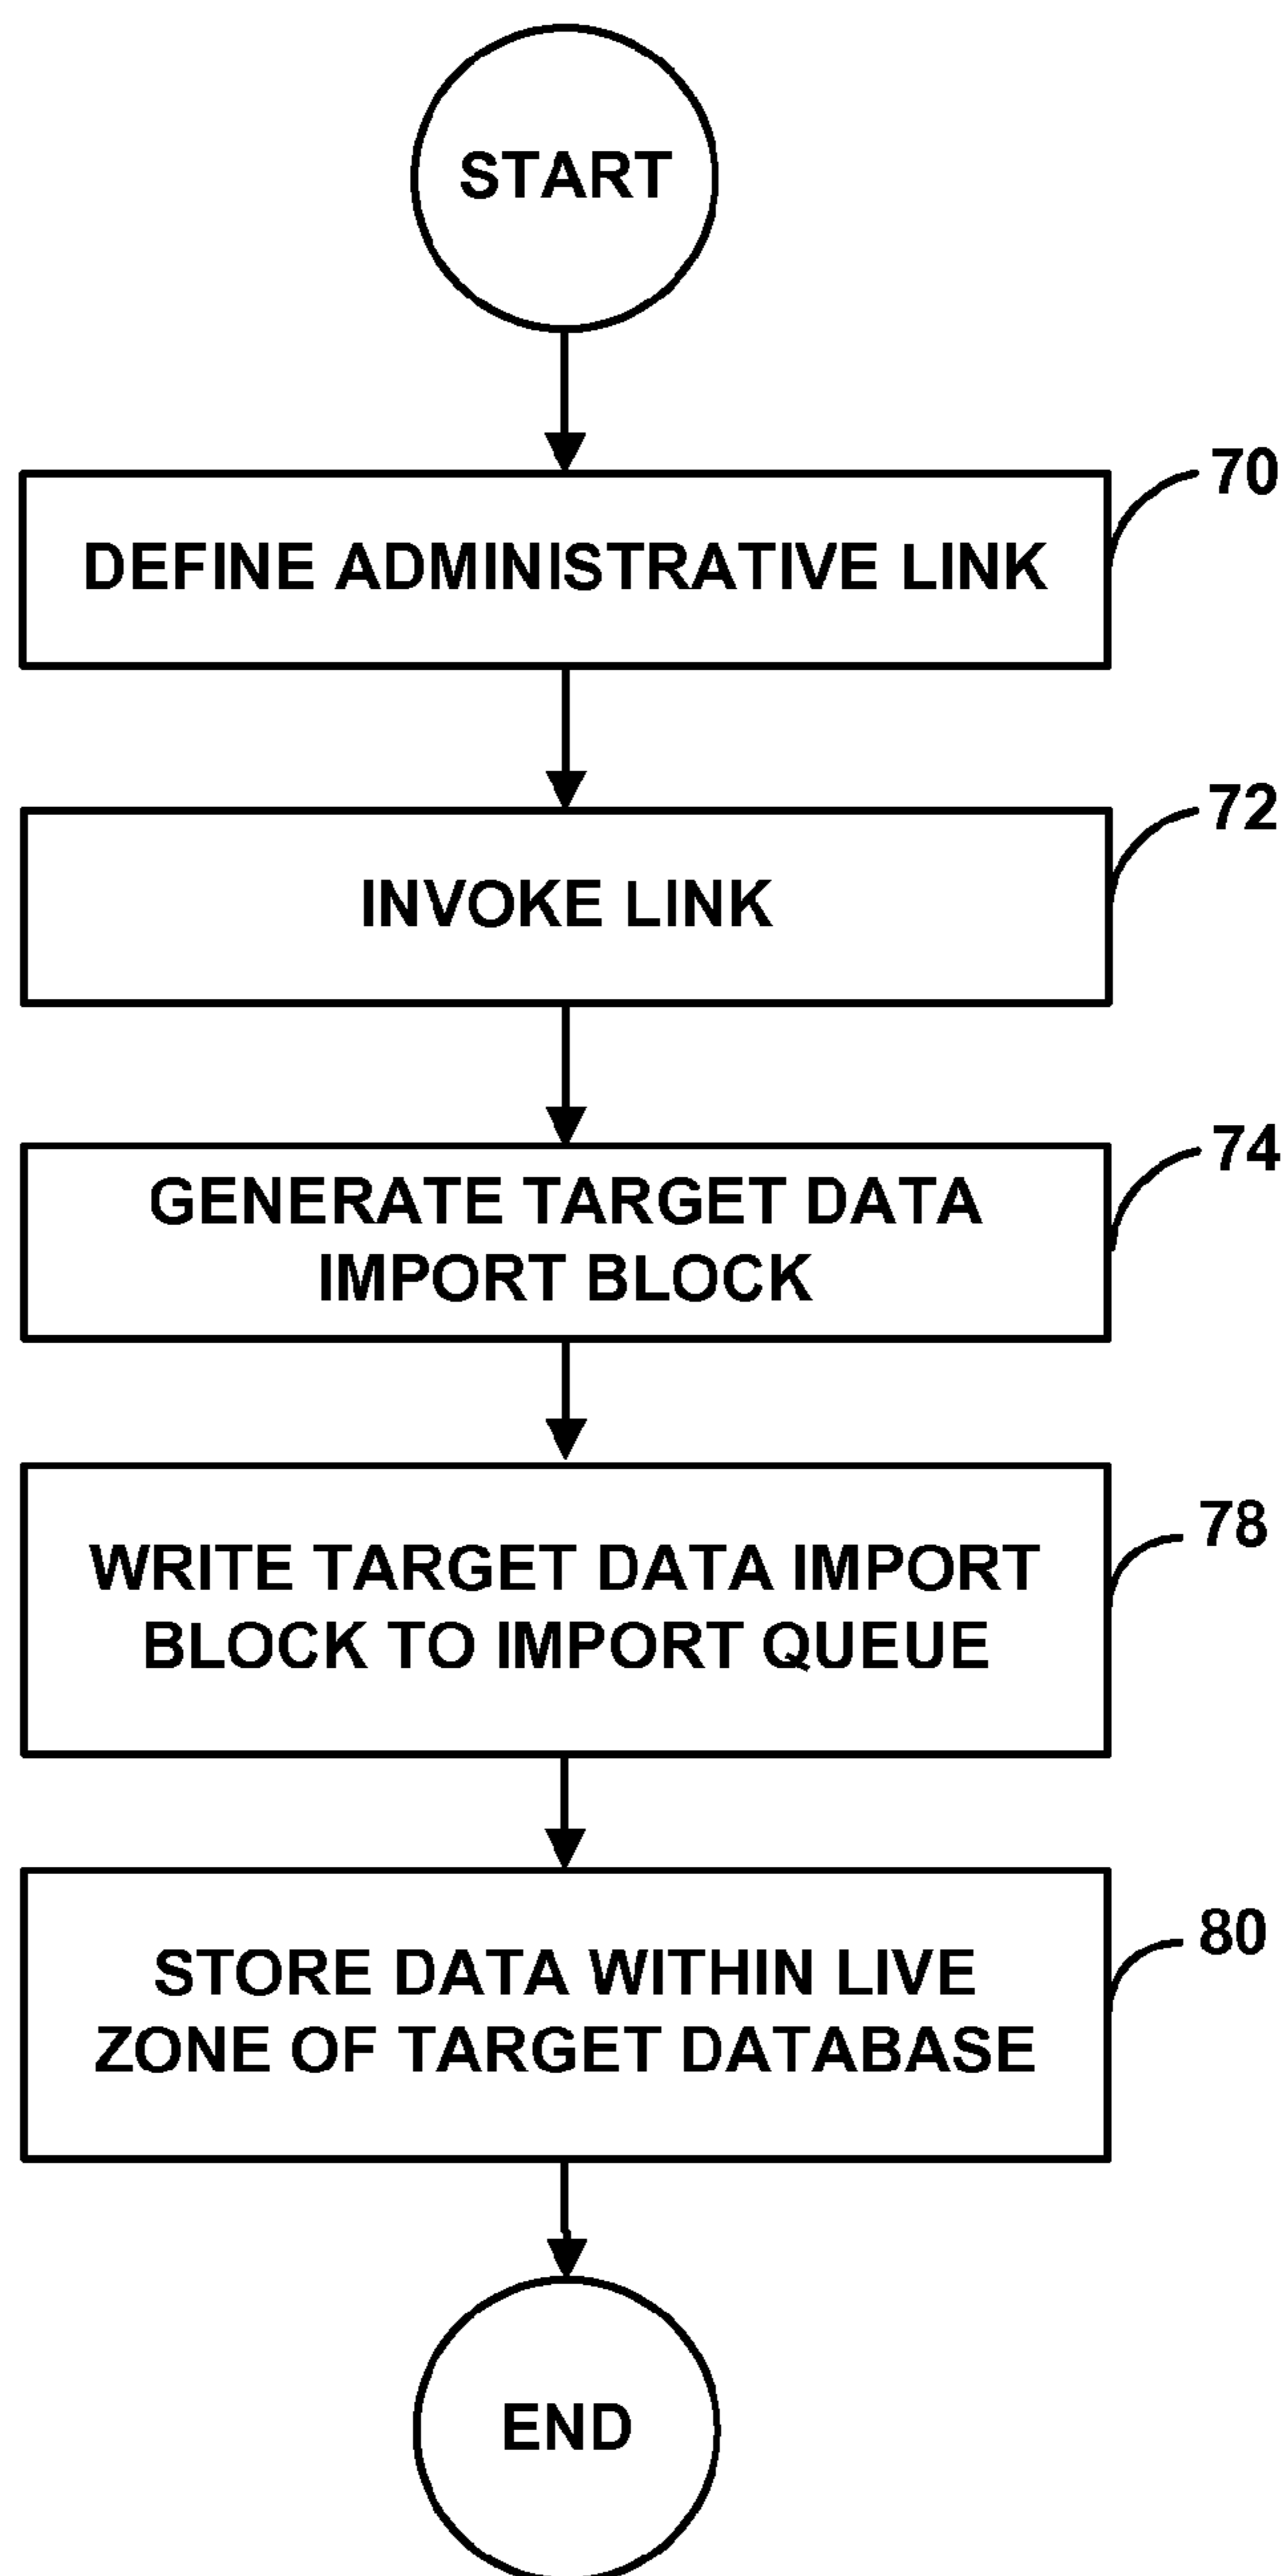 START
70
DEFINE ADMINISTRATIVE LINK
72
INVOKE LINK
74
GENERATE TARGET DATA
IMPORT BLOCK
78
WRITE TARGET DATA IMPORT
BLOCK TO IMPORT QUEUE
80
STORE DATA WITHIN LIVE
ZONE OF TARGET DATABASE
END